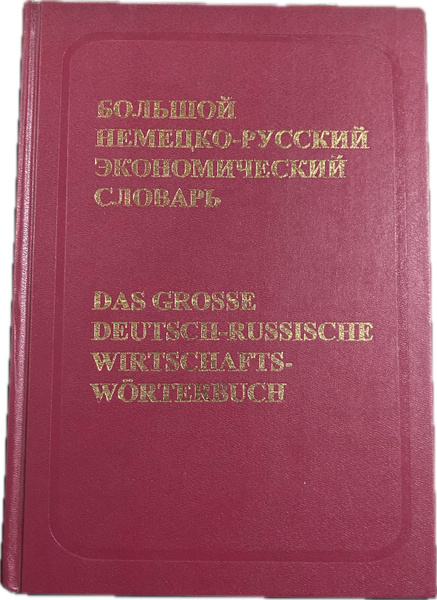 БОЛЬШОЙ
НЕМЕЦКО-РУССКИЙ
ЭКОНОМИЧЕСКИЙ
СЛОВАРЬ
DAS GROSSE
DEUTSCH-RUSSISCHE
WIRTSCHAFTS-
WÖRTERBUCH